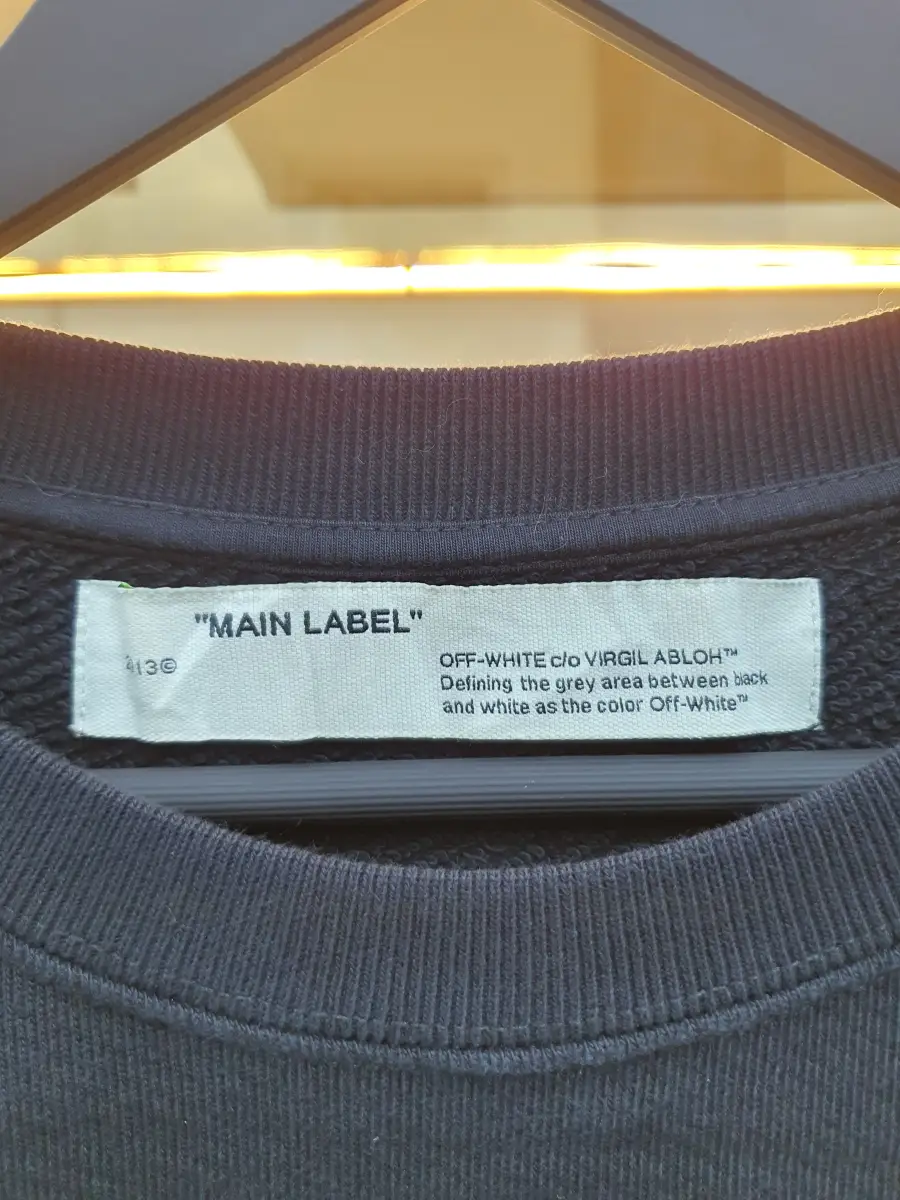 "MAIN LABEL"
413©
OFF-WHITE c/o VIRGIL ABLOH™
Defining the grey area between black
and white as the color Off-White™